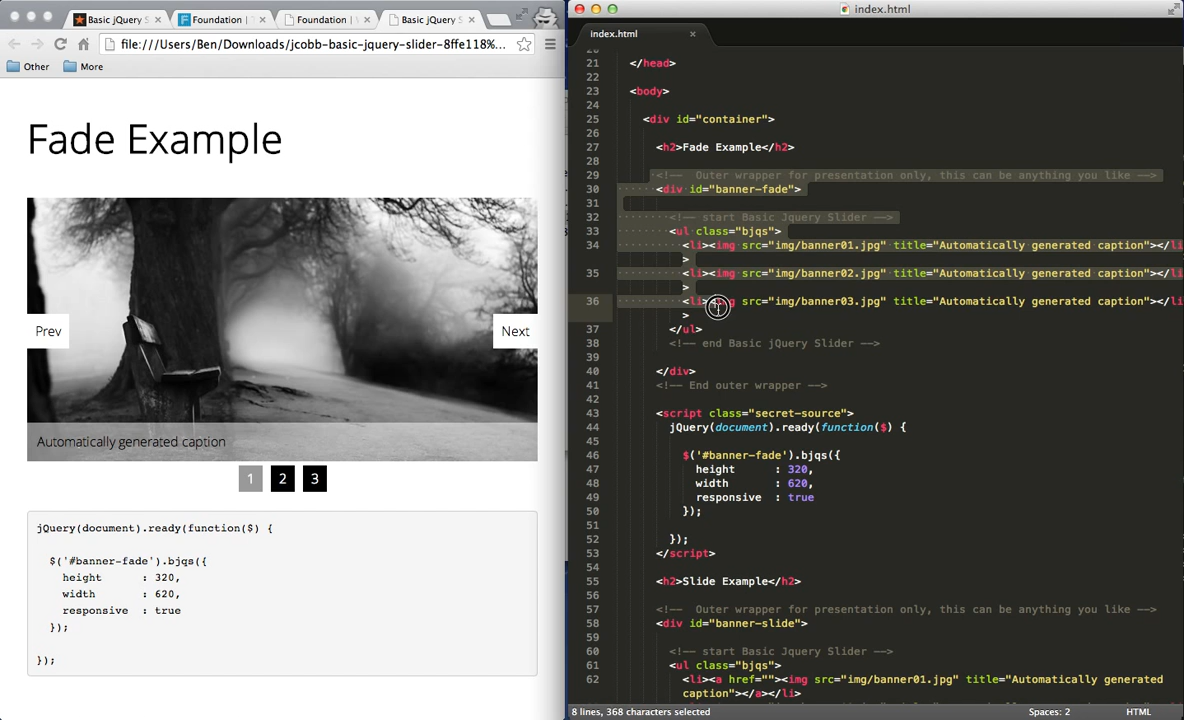 Basic jQuery S
Foundation | T
Foundation | W
Basic jQuery S
file:///Users/Ben/Downloads/jcobb-basic-jquery-slider-8ffe118%...
Other
More
Fade Example
Prev
Next
Automatically generated caption
1
2
3
jQuery(document).ready(function($) {
$('#banner-fade').bjqs({
height : 320,
width : 620,
responsive : true
});
});
index.html
index.html
20
21 </head>
22
23 <body>
24
25 <div id="container">
26
27 <h2>Fade Example</h2>
28
29 <!-- Outer wrapper for presentation only, this can be anything you like -->
30 <div id="banner-fade">
31
32 <!-- start Basic Jquery Slider -->
33 <ul class="bjqs">
34 <li><img src="img/banner01.jpg" title="Automatically generated caption"></li
>
35 <li><img src="img/banner02.jpg" title="Automatically generated caption"></li
>
36 <li><img src="img/banner03.jpg" title="Automatically generated caption"></li
>
37 </ul>
38 <!-- end Basic jQuery Slider -->
39
40 </div>
41 <!-- End outer wrapper -->
42
43 <script class="secret-source">
44 jQuery(document).ready(function($) {
45
46 $('#banner-fade').bjqs({
47 height : 320,
48 width : 620,
49 responsive : true
50 });
51
52 });
53 </script>
54
55 <h2>Slide Example</h2>
56
57 <!-- Outer wrapper for presentation only, this can be anything you like -->
58 <div id="banner-slide">
59
60 <!-- start Basic Jquery Slider -->
61 <ul class="bjqs">
62 <li><a href=""><img src="img/banner01.jpg" title="Automatically generated
caption"></a></li>
8 lines, 368 characters selected
Spaces: 2
HTML